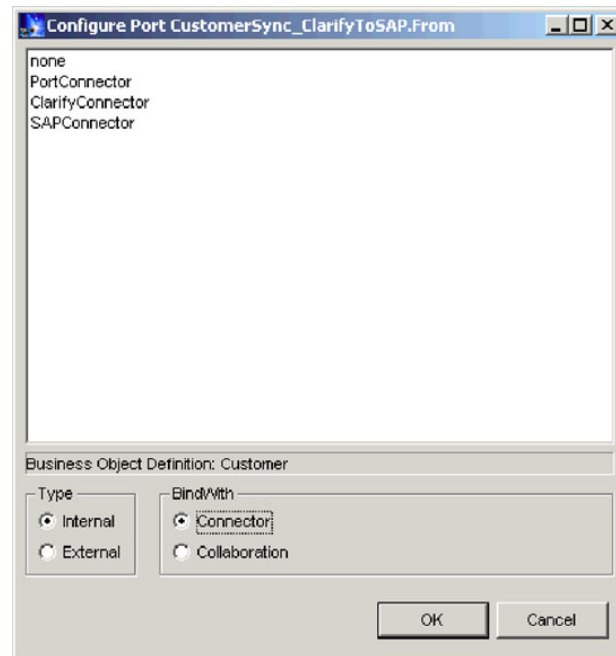 Configure Port CustomerSync_ClarifyToSAP.From
none
PortConnector
ClarifyConnector
SAPConnector
Business Object Definition: Customer
Type
BindWith
Internal
Connector
External
Collaboration
OK
Cancel